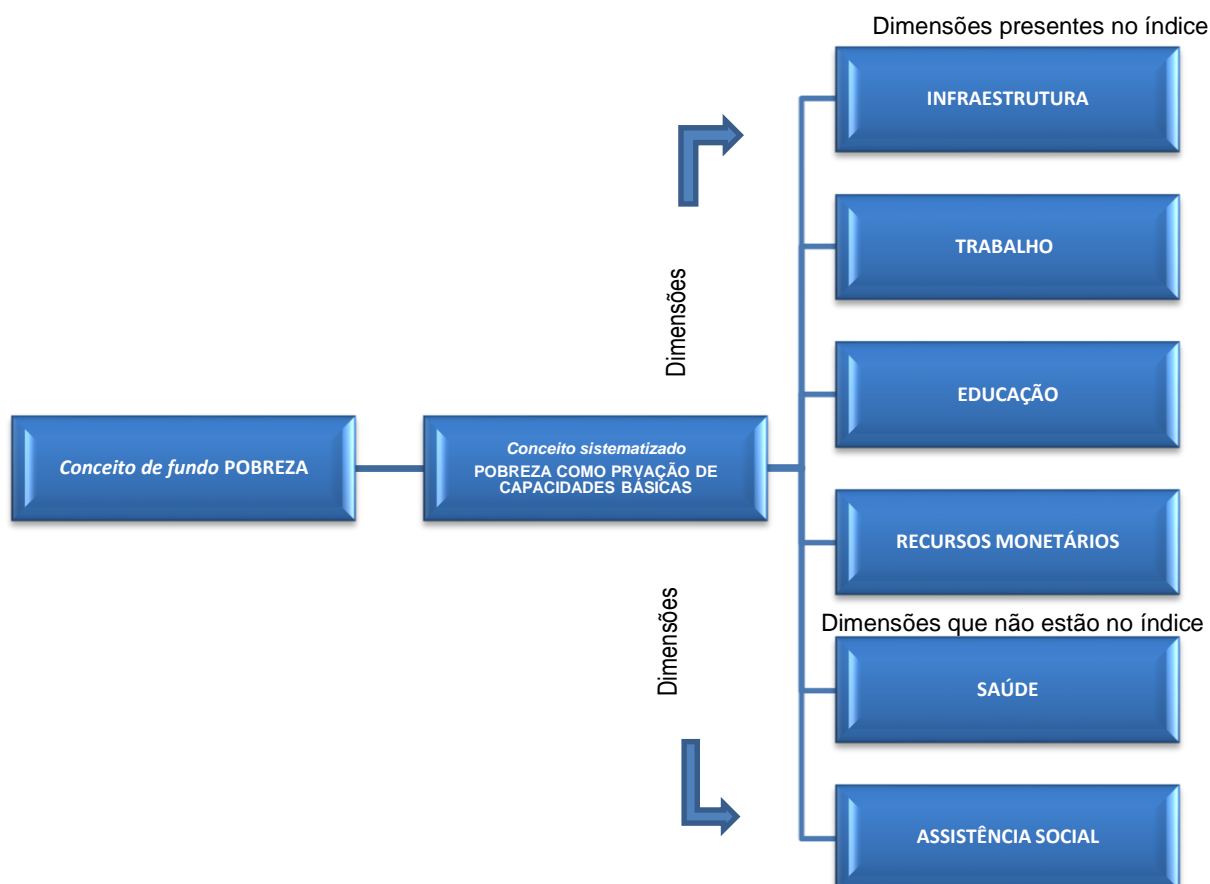 Dimensões presentes no índice
INFRAESTRUTURA
TRABALHO
Dimensões
EDUCAÇÃO
Conceito de fundo POBREZA
Conceito sistematizado
POBREZA COMO PRVAÇÃO DE
CAPACIDADES BÁSICAS
RECURSOS MONETÁRIOS
Dimensões
Dimensões que não estão no índice
SAÚDE
ASSISTÊNCIA SOCIAL